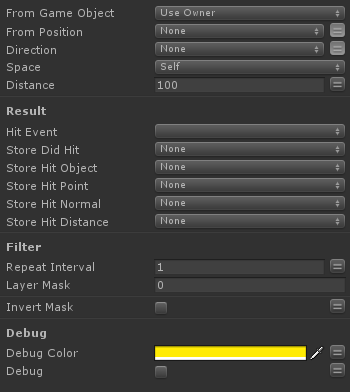 From Game Object Use Owner
From Position None
Direction None
Space Self
Distance 100
Result
Hit Event
Store Did Hit None
Store Hit Object None
Store Hit Point None
Store Hit Normal None
Store Hit Distance None
Filter
Repeat Interval 1
Layer Mask 0
Invert Mask
Debug
Debug Color
Debug